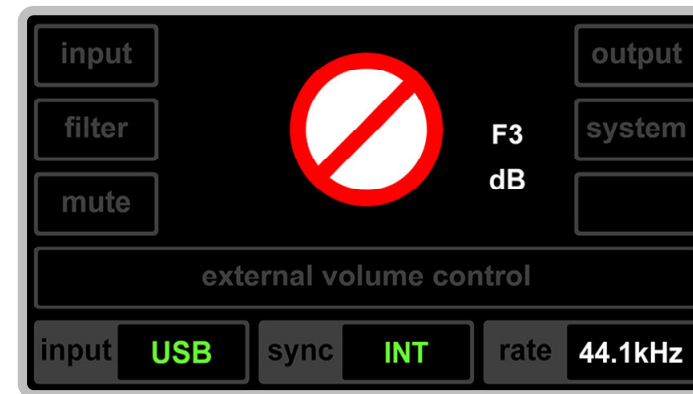 input output
filter F3 system
mute dB
external volume control
input USB sync INT rate 44.1kHz